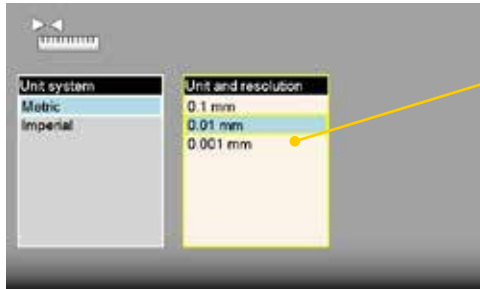 Unit system
Metric
Imperial
Unit and resolution
0.1 mm
0.01 mm
0.001 mm